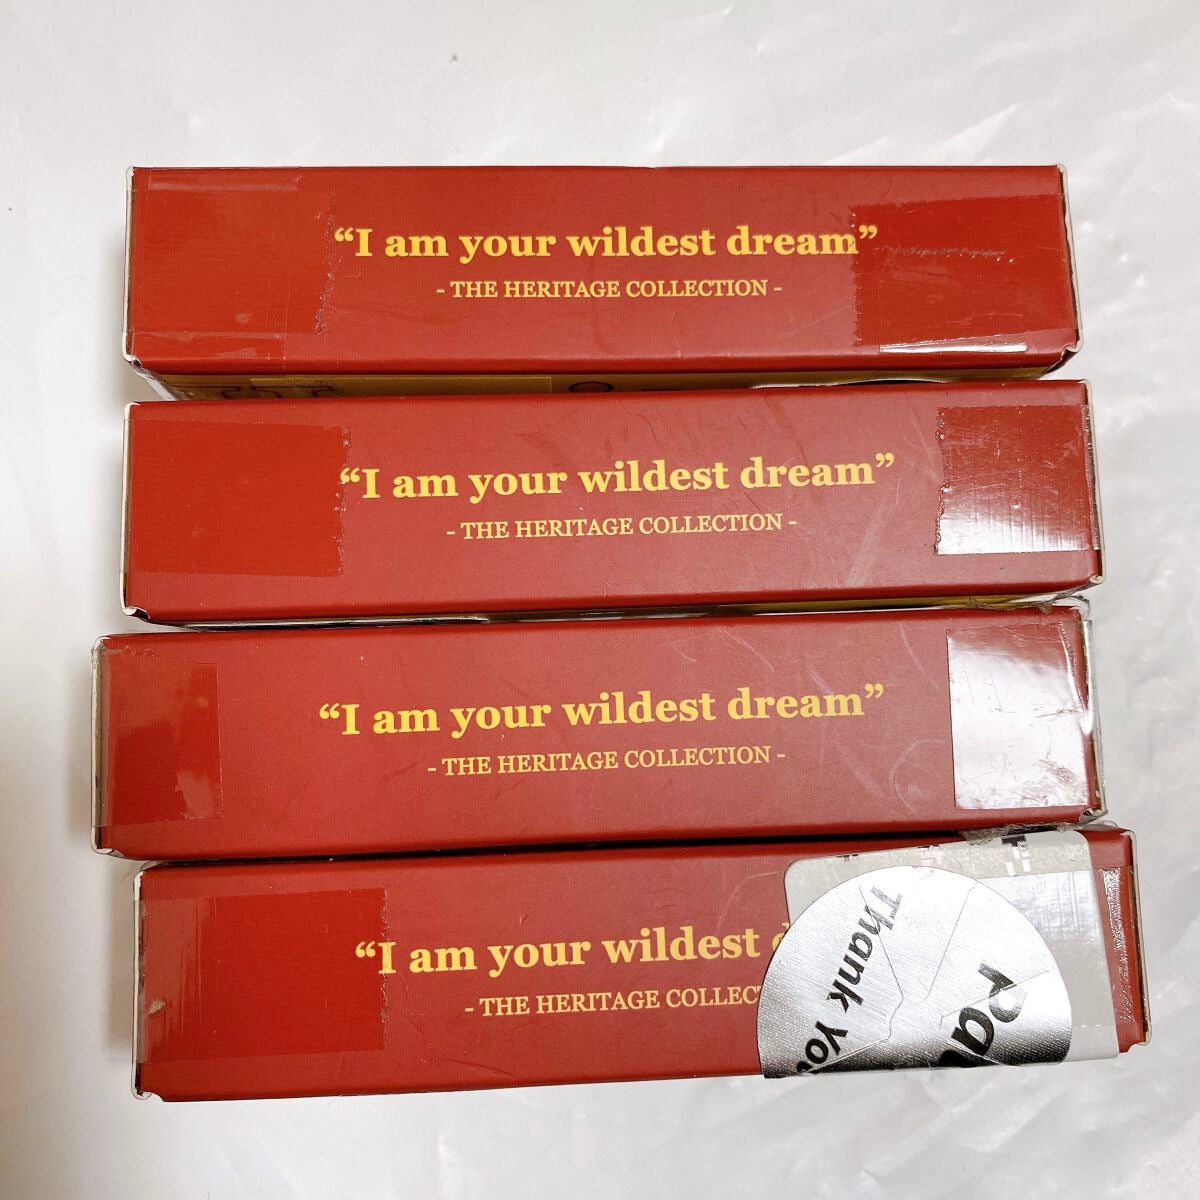 “I am your wildest dream”
- THE HERITAGE COLLECTION -
“I am your wildest dream”
- THE HERITAGE COLLECTION -
“I am your wildest dream”
- THE HERITAGE COLLECTION -
“I am your wildest
- THE HERITAGE
Thank